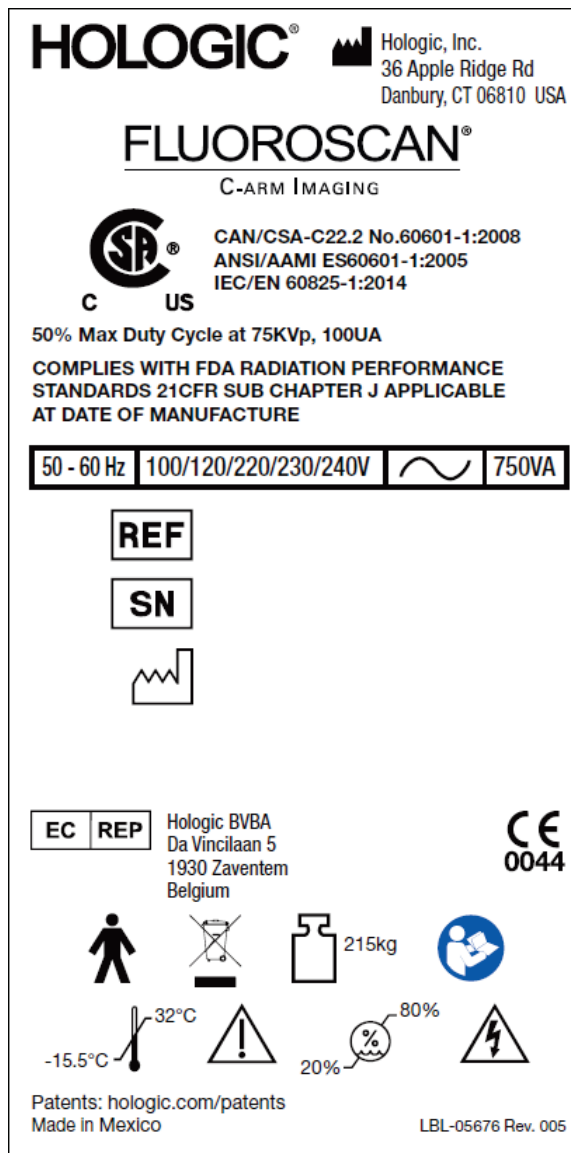 HOLOGIC®
Hologic, Inc.
36 Apple Ridge Rd
Danbury, CT 06810 USA
FLUOROSCAN®
C-ARM IMAGING
CSA ®
C US
CAN/CSA-C22.2 No.60601-1:2008
ANSI/AAMI ES60601-1:2005
IEC/EN 60825-1:2014
50% Max Duty Cycle at 75KVp, 100UA
COMPLIES WITH FDA RADIATION PERFORMANCE
STANDARDS 21CFR SUB CHAPTER J APPLICABLE
AT DATE OF MANUFACTURE
50 - 60 Hz 100/120/220/230/240V 750VA
REF
SN
EC REP
Hologic BVBA
Da Vincilaan 5
1930 Zaventem
Belgium
CE
0044
215kg
32°C
-15.5°C
!
%
80%
20%
Patents: hologic.com/patents
Made in Mexico
LBL-05676 Rev. 005